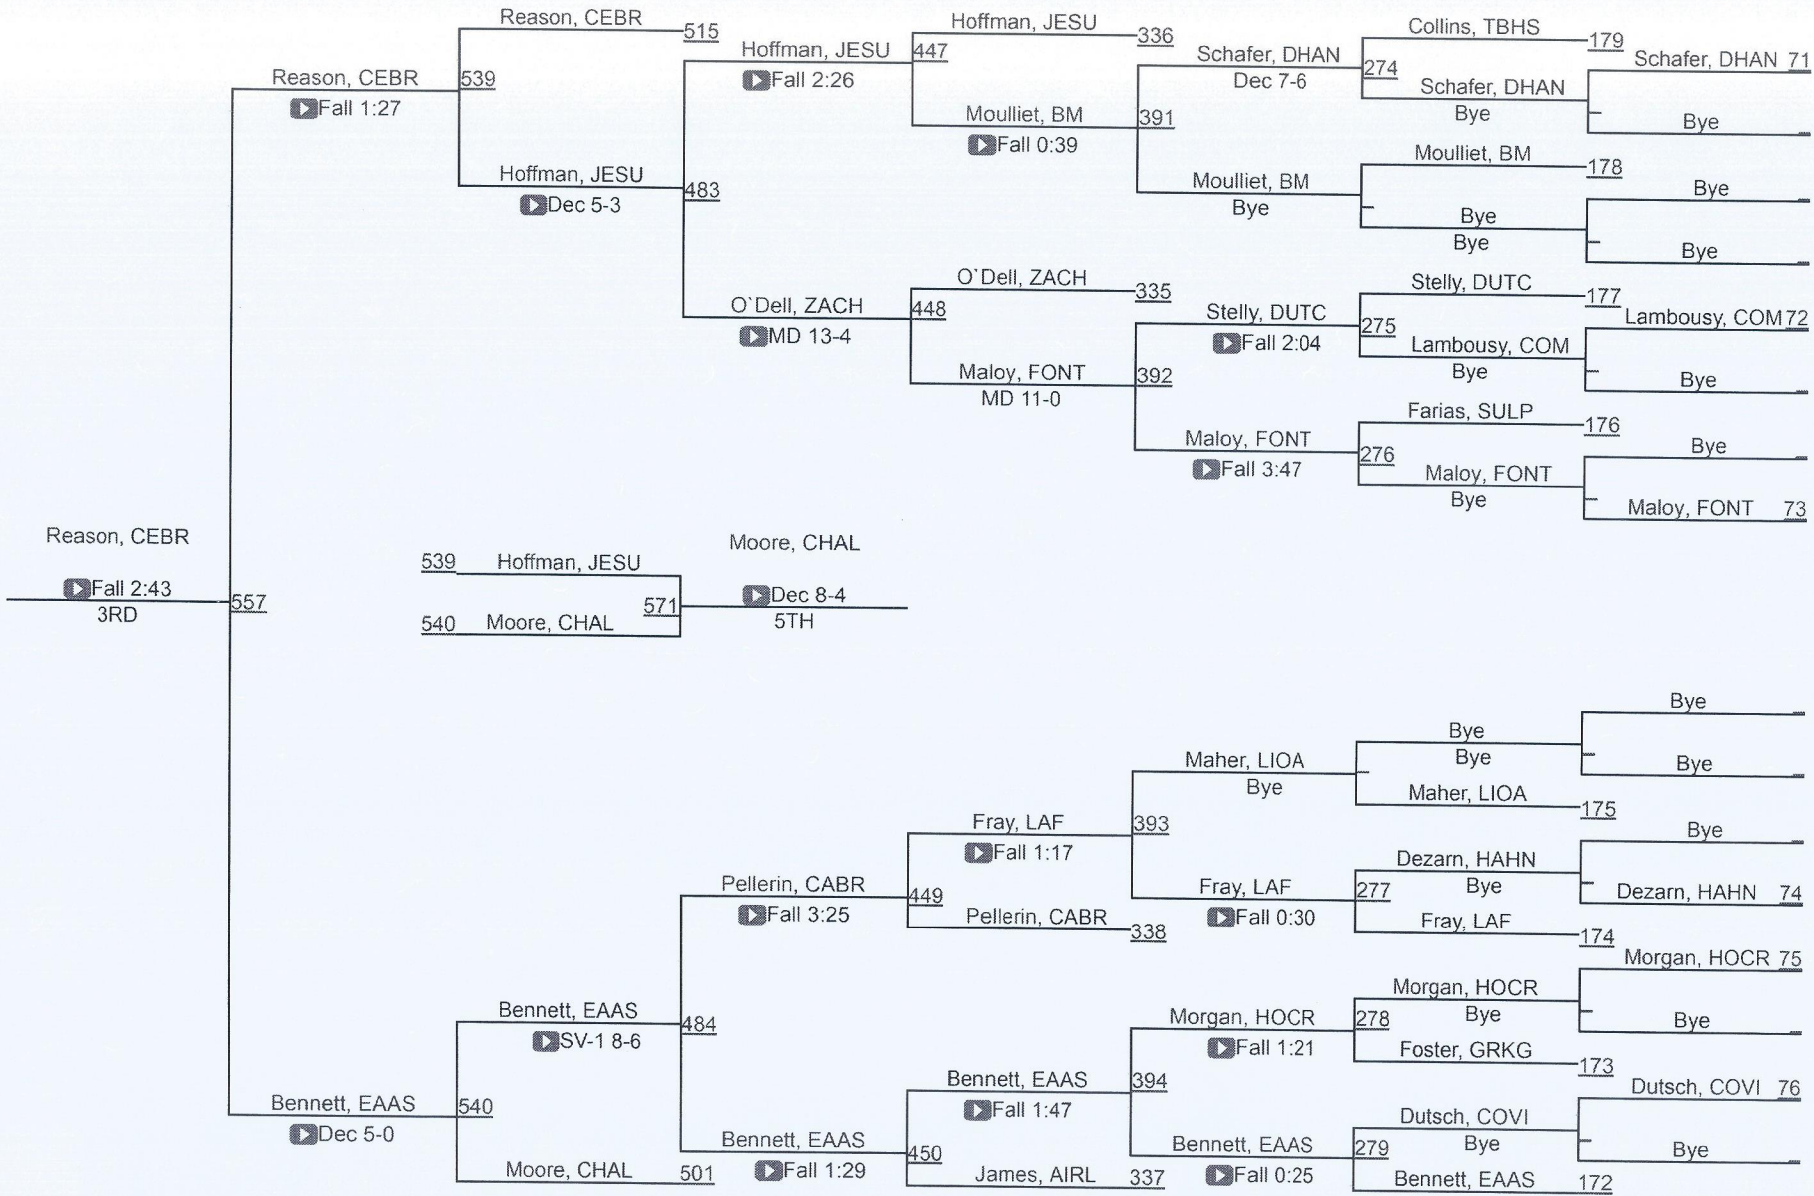 Reason, CEBR
515
Hoffman, JESU
336
Collins, TBHS
179
Schafer, DHAN 71
Reason, CEBR
Fall 1:27
539
Hoffman, JESU
Fall 2:26
447
Schafer, DHAN
Dec 7-6
274
Schafer, DHAN
Bye
Bye
Moulliet, BM
Fall 0:39
391
Moulliet, BM
178
Bye
Hoffman, JESU
Dec 5-3
483
Moulliet, BM
Bye
Bye
Bye
Bye
O`Dell, ZACH
335
Stelly, DUTC
177
O`Dell, ZACH
MD 13-4
448
Stelly, DUTC
Fall 2:04
275
Lambousy, COM 72
Lambousy, COM
Bye
Bye
Maloy, FONT
MD 11-0
392
Farias, SULP
176
Maloy, FONT
Fall 3:47
276
Bye
Maloy, FONT
Bye
Maloy, FONT 73
Reason, CEBR
Fall 2:43
3RD
557
539 Hoffman, JESU
540 Moore, CHAL
571
Moore, CHAL
Dec 8-4
5TH
Bye
Bye
Bye
Bye
Maher, LIOA
Bye
Maher, LIOA
175
Fray, LAF
Fall 1:17
393
Bye
Dezarn, HAHN
Bye
Dezarn, HAHN 74
Pellerin, CABR
Fall 3:25
449
Fray, LAF
Fall 0:30
277
Pellerin, CABR
338
Fray, LAF
174
Morgan, HOCR 75
Bennett, EAAS
SV-1 8-6
484
Morgan, HOCR
Fall 1:21
278
Morgan, HOCR
Bye
Bye
Foster, GRKG
173
Bennett, EAAS
Fall 1:47
394
Dutsch, COVI 76
Bennett, EAAS
Dec 5-0
540
Dutsch, COVI
Bye
Bye
Bennett, EAAS
Fall 1:29
450
Bennett, EAAS
Fall 0:25
279
Moore, CHAL
501
James, AIRL
337
Bennett, EAAS
172